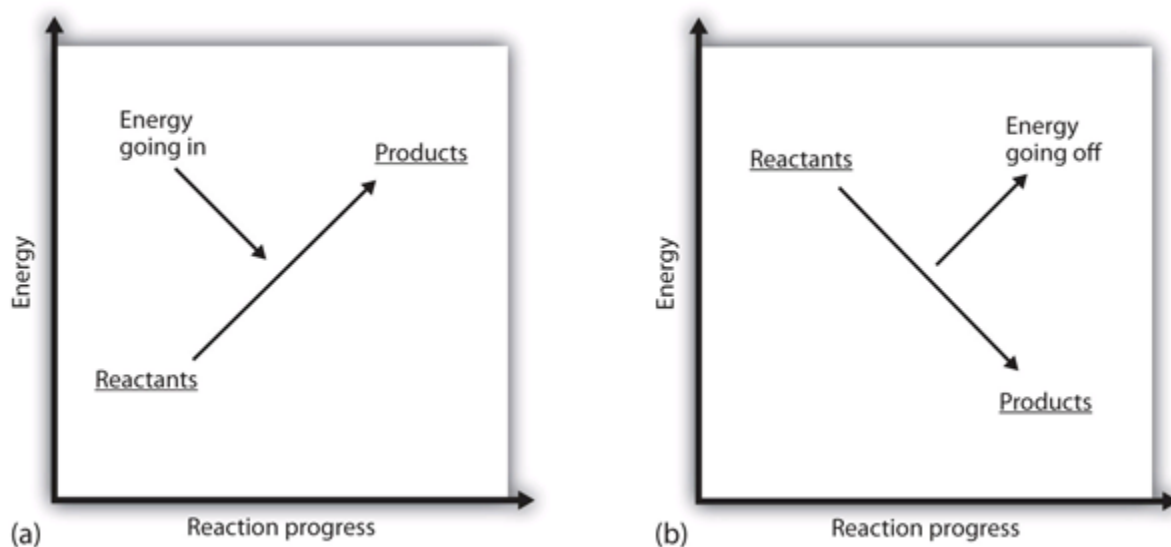 Energy
going in
Products
Energy
Reactants
(a)
Reaction progress
Reactants
Energy
going off
Energy
Products
(b)
Reaction progress